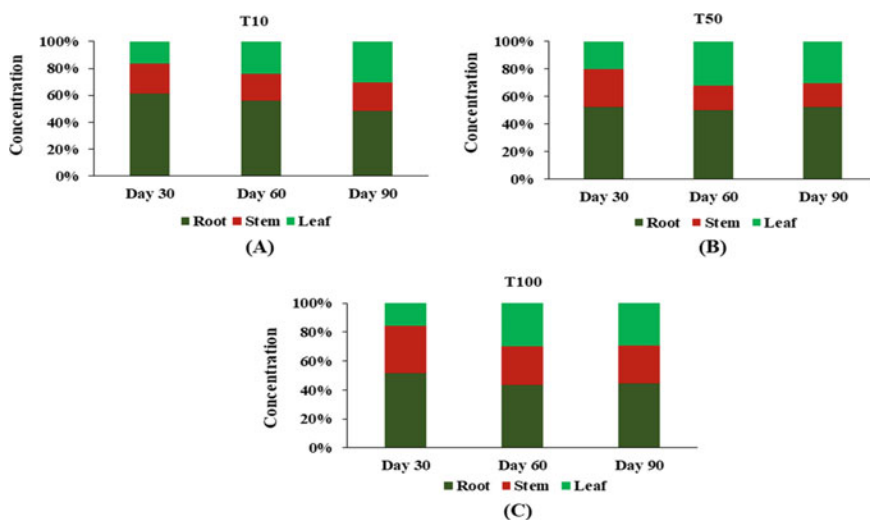 T10
Concentration
100%
80%
60%
40%
20%
0%
Day 30 Day 60 Day 90
Root Stem Leaf
(A)
T50
Concentration
100%
80%
60%
40%
20%
0%
Day 30 Day 60 Day 90
Root Stem Leaf
(B)
T100
Concentration
100%
80%
60%
40%
20%
0%
Day 30 Day 60 Day 90
Root Stem Leaf
(C)